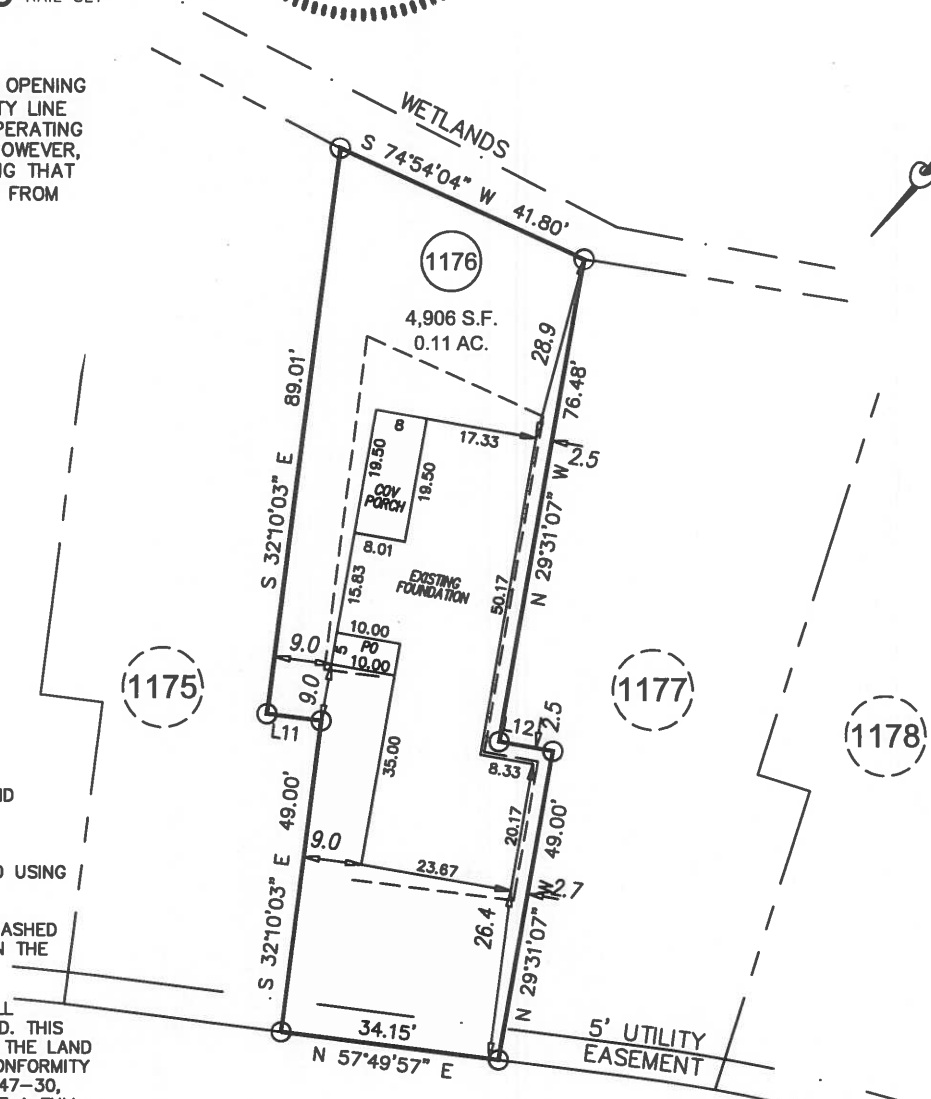 NAIL SET
OPENING
TY LINE
PERATING
OWEVER,
G THAT
FROM
WETLANDS
S 74°54'04" W 41.80'
1176
4,906 S.F.
0.11 AC.
28.9
76.48'
89.01'
8
17.33
2.5
19.50
19.50
COV
PORCH
8.01
N 29°31'07" W
S 32°10'03" E
15.83
EXISTING
FOUNDATION
50.17
10.00
5
PO
10.00
9.0
9.0
1175
1177
1178
L11
L12
2.5
8.33
35.00
49.00'
20.17
49.00'
ND
9.0
23.67
USING
2.7
ASHED
N THE
26.4
S 32°10'03" E
N 29°31'07" W
LL
D. THIS
THE LAND
ONFORMITY
47-30,
34.15'
N 57°49'57" E
5' UTILITY
EASEMENT